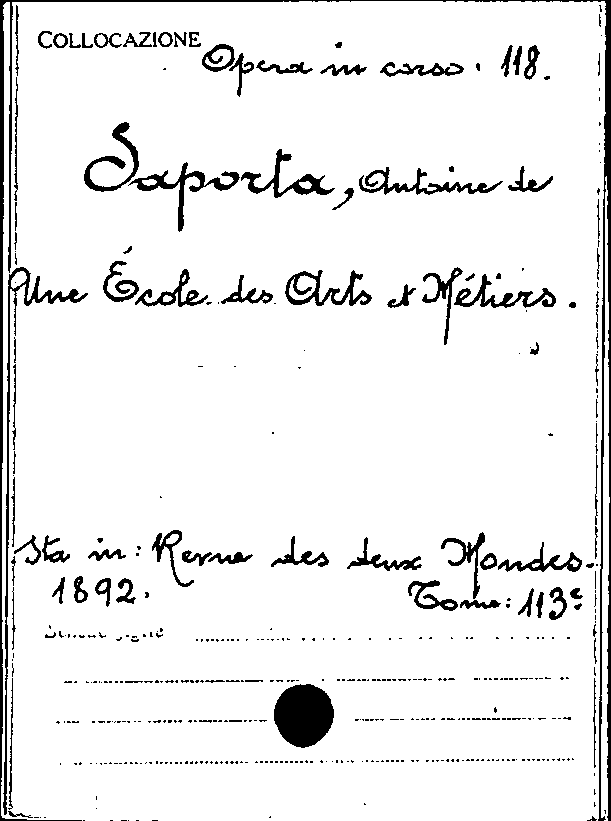 COLLOCAZIONE Opera in corso. 118.
Saporta, Antoine de
Une École des Arts et Métiers.
Sta in: Revue des deux Mondes.
1892. Tome: 113e